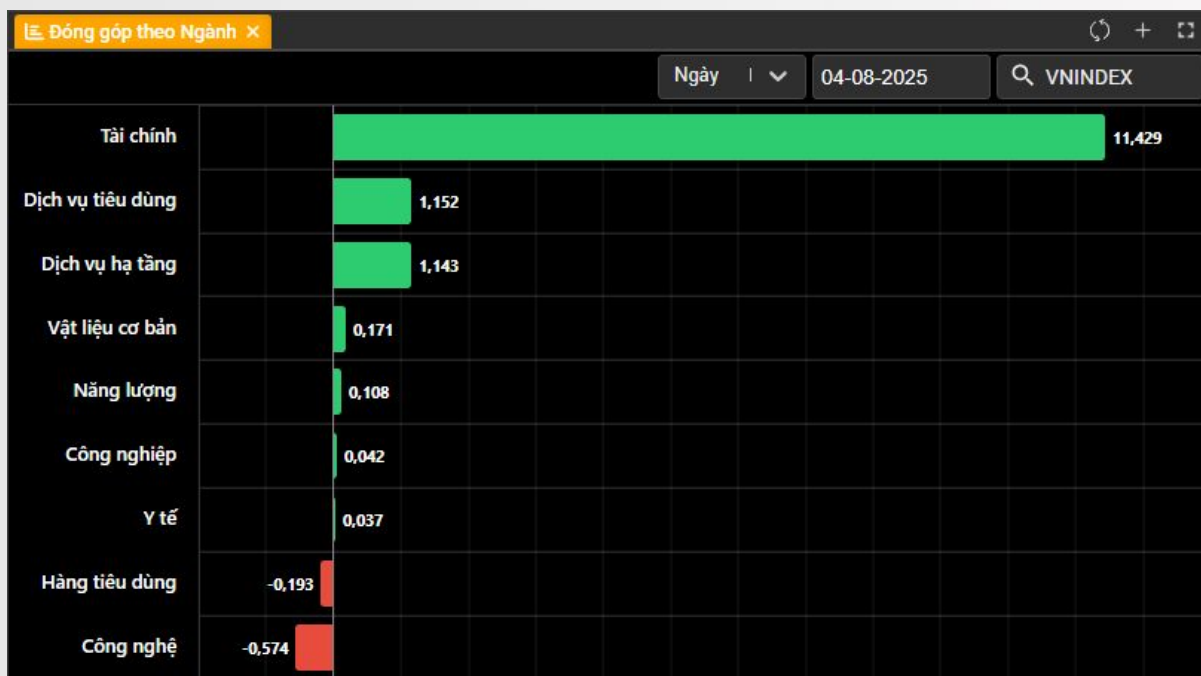 Đóng góp theo Ngành ×
Ngày 04-08-2025 VNINDEX
Tài chính 11,429
Dịch vụ tiêu dùng 1,152
Dịch vụ hạ tầng 1,143
Vật liệu cơ bản 0,171
Năng lượng 0,108
Công nghiệp 0,042
Y tế 0,037
Hàng tiêu dùng -0,193
Công nghệ -0,574